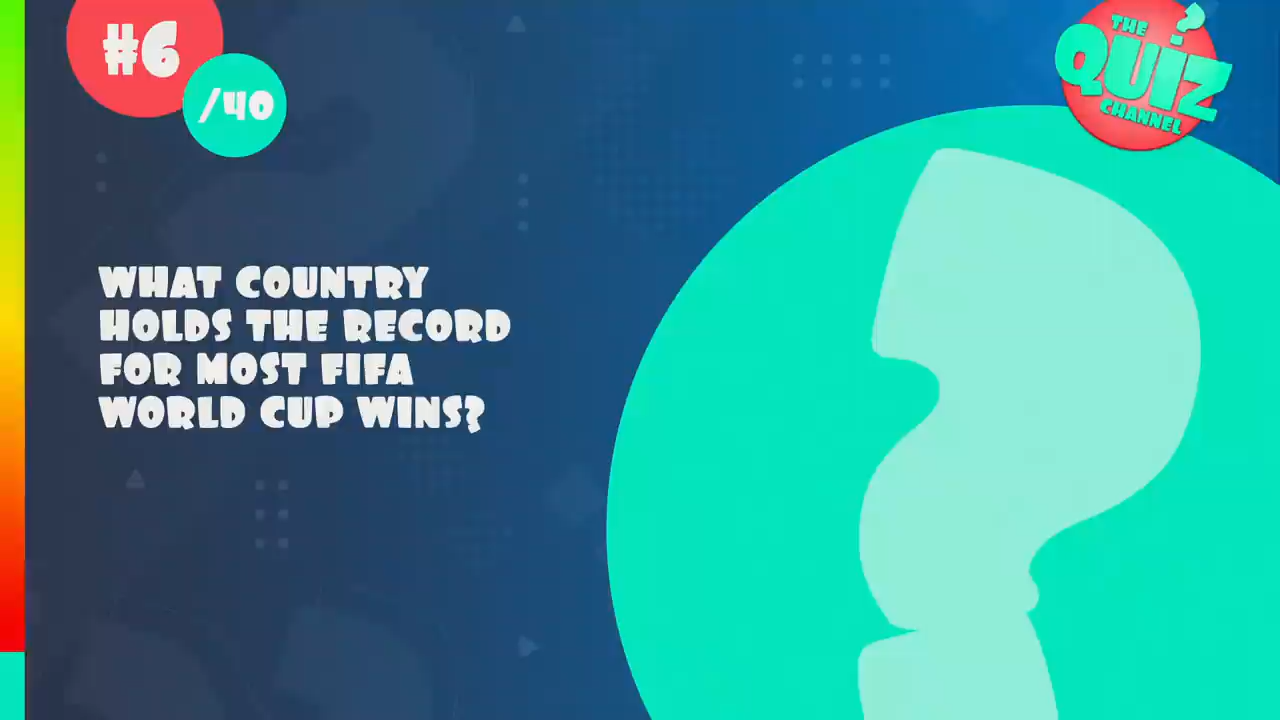 #6
/40
THE
QUIZ
CHANNEL
WHAT COUNTRY
HOLDS THE RECORD
FOR MOST FIFA
WORLD CUP WINS?